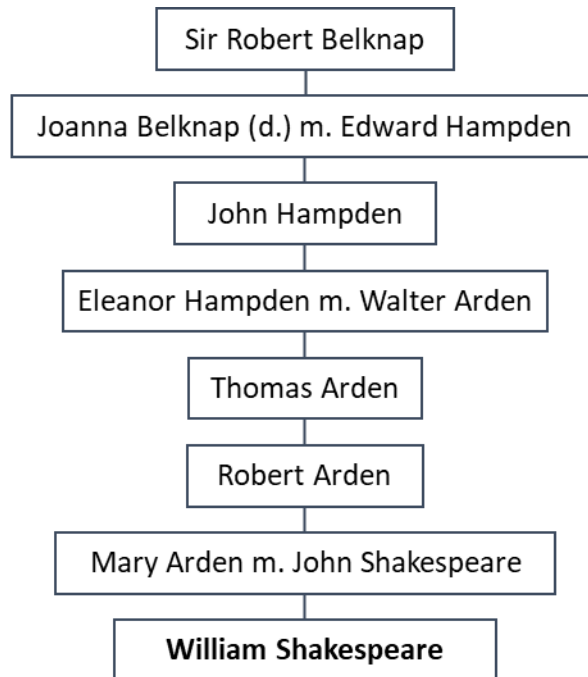 Sir Robert Belknap
Joanna Belknap (d.) m. Edward Hampden
John Hampden
Eleanor Hampden m. Walter Arden
Thomas Arden
Robert Arden
Mary Arden m. John Shakespeare
William Shakespeare